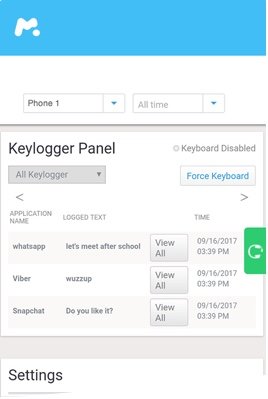 Phone 1 All time
Keylogger Panel Keyboard Disabled
All Keylogger Force Keyboard
< >
APPLICATION NAME LOGGED TEXT TIME
whatsapp let's meet after school View All 09/16/2017 03:39 PM
Viber wuzzup View All 09/16/2017 03:39 PM
Snapchat Do you like it? View All 09/16/2017 03:39 PM
Settings